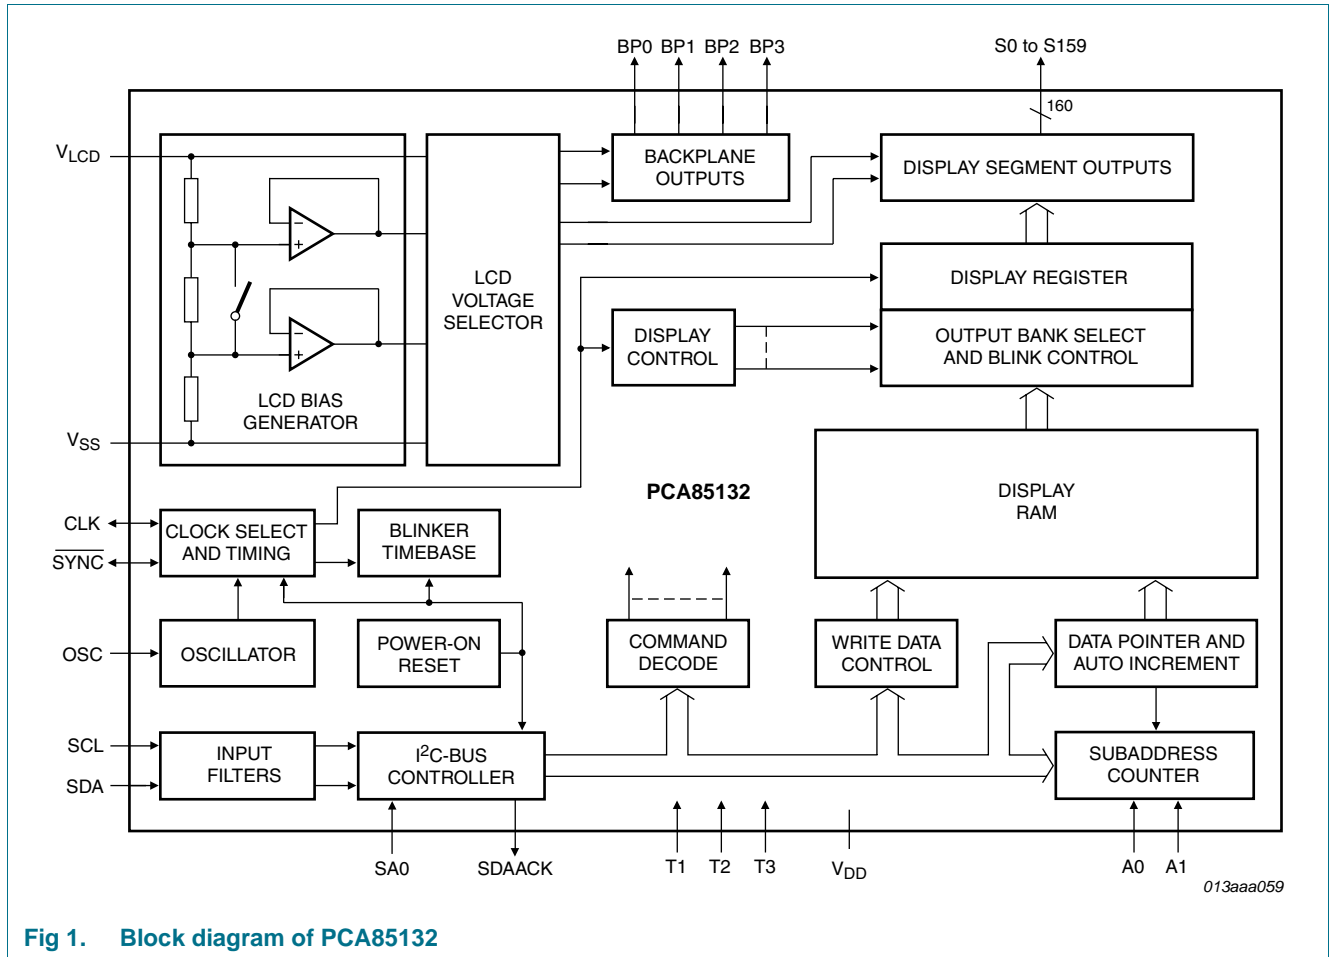 BP0 BP1 BP2 BP3
S0 to S159
160
VLCD
BACKPLANE
OUTPUTS
DISPLAY SEGMENT OUTPUTS
LCD
VOLTAGE
SELECTOR
DISPLAY REGISTER
DISPLAY
CONTROL
OUTPUT BANK SELECT
AND BLINK CONTROL
LCD BIAS
GENERATOR
VSS
PCA85132
DISPLAY
RAM
CLK
SYNC
CLOCK SELECT
AND TIMING
BLINKER
TIMEBASE
OSC
OSCILLATOR
POWER-ON
RESET
COMMAND
DECODE
WRITE DATA
CONTROL
DATA POINTER AND
AUTO INCREMENT
SCL
SDA
INPUT
FILTERS
I2C-BUS
CONTROLLER
SUBADDRESS
COUNTER
SA0
SDAACK
T1 T2 T3
VDD
A0 A1
013aaa059
Fig 1. Block diagram of PCA85132